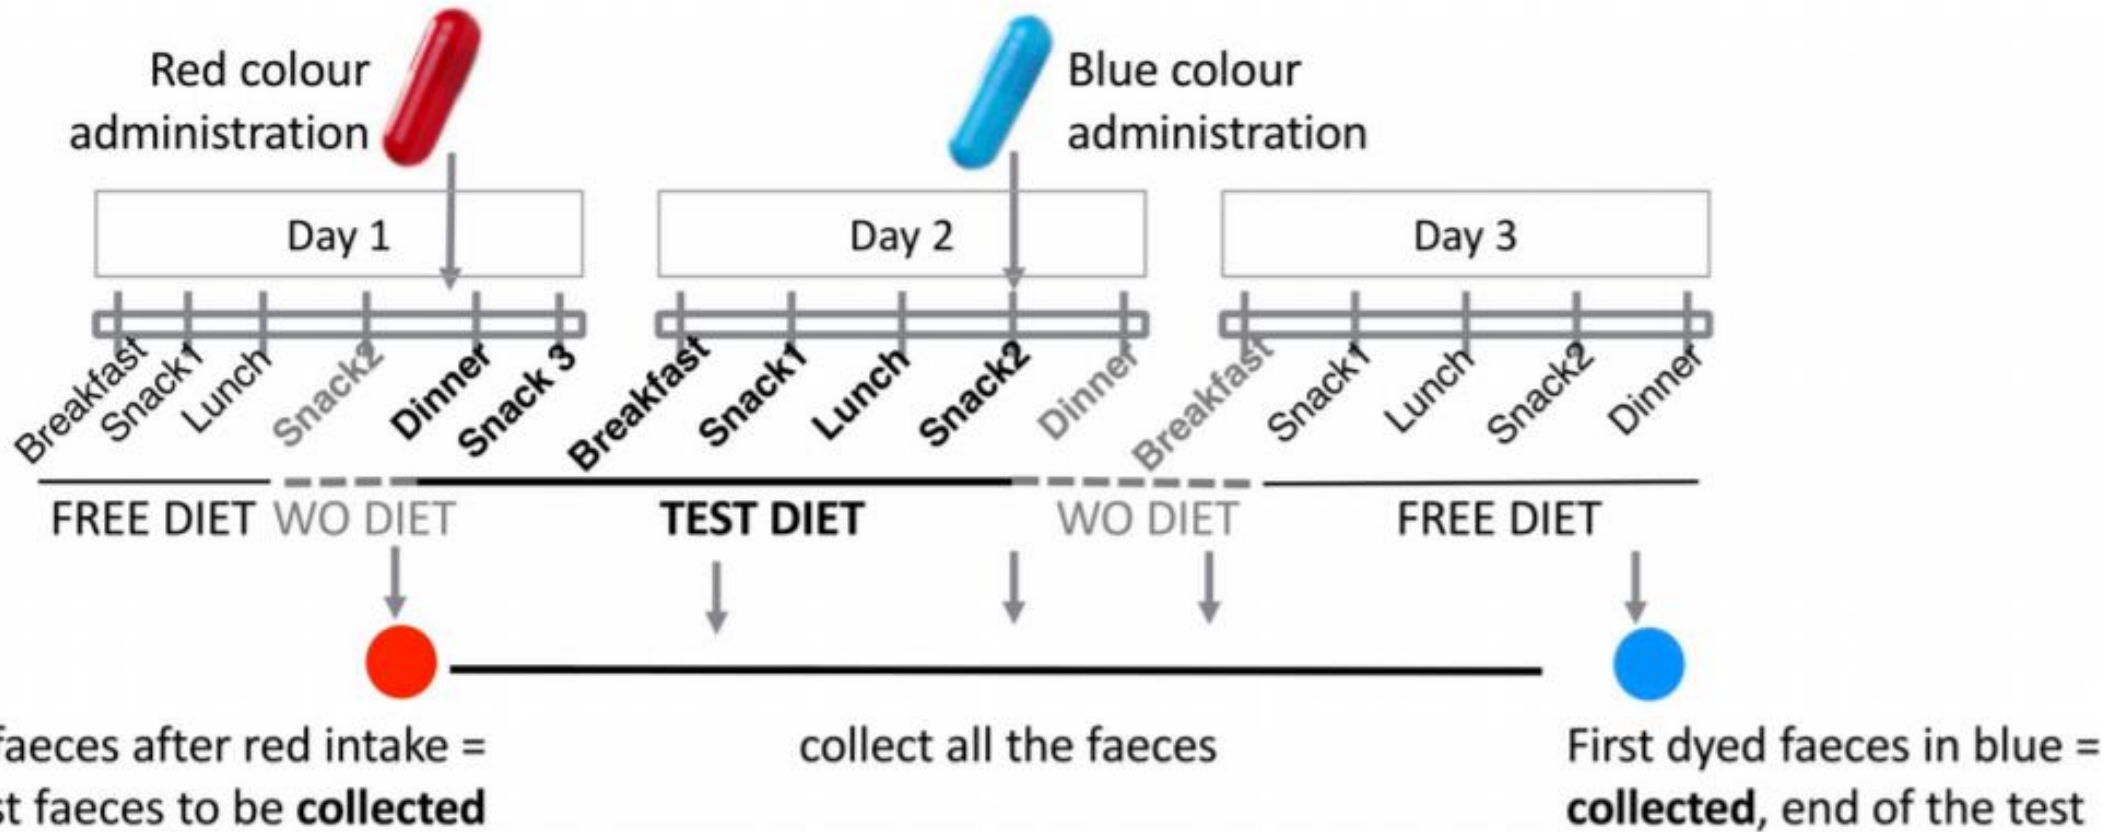 Red colour
administration
Blue colour
administration
Day 1
Day 2
Day 3
Breakfast
Snack1
Lunch
Snack2
Dinner
Snack 3
Breakfast
Snack1
Lunch
Snack2
Dinner
Breakfast
Snack1
Lunch
Snack2
Dinner
FREE DIET
WO DIET
TEST DIET
WO DIET
FREE DIET
faeces after red intake =
faeces to be collected
collect all the faeces
First dyed faeces in blue =
collected, end of the test